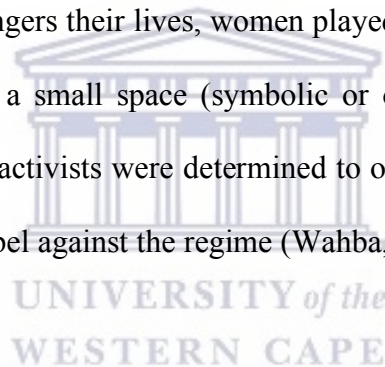 ngers their lives, women played
a small space (symbolic or
activists were determined to
bel against the regime (Wahba,
UNIVERSITY of the
WESTERN CAPE